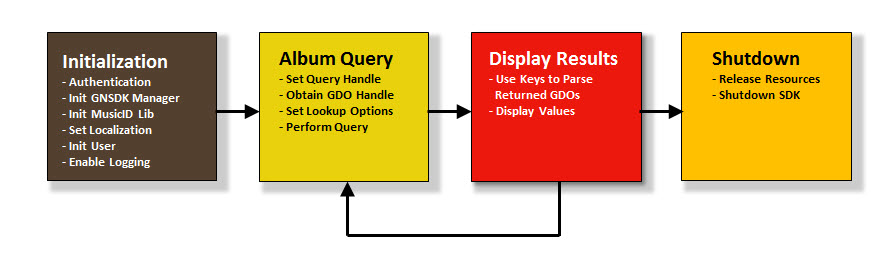 Initialization
- Authentication
- Init GNSDK Manager
- Init MusicID Lib
- Set Localization
- Init User
- Enable Logging
Album Query
- Set Query Handle
- Obtain GDO Handle
- Set Lookup Options
- Perform Query
Display Results
- Use Keys to Parse
Returned GDOs
- Display Values
Shutdown
- Release Resources
- Shutdown SDK